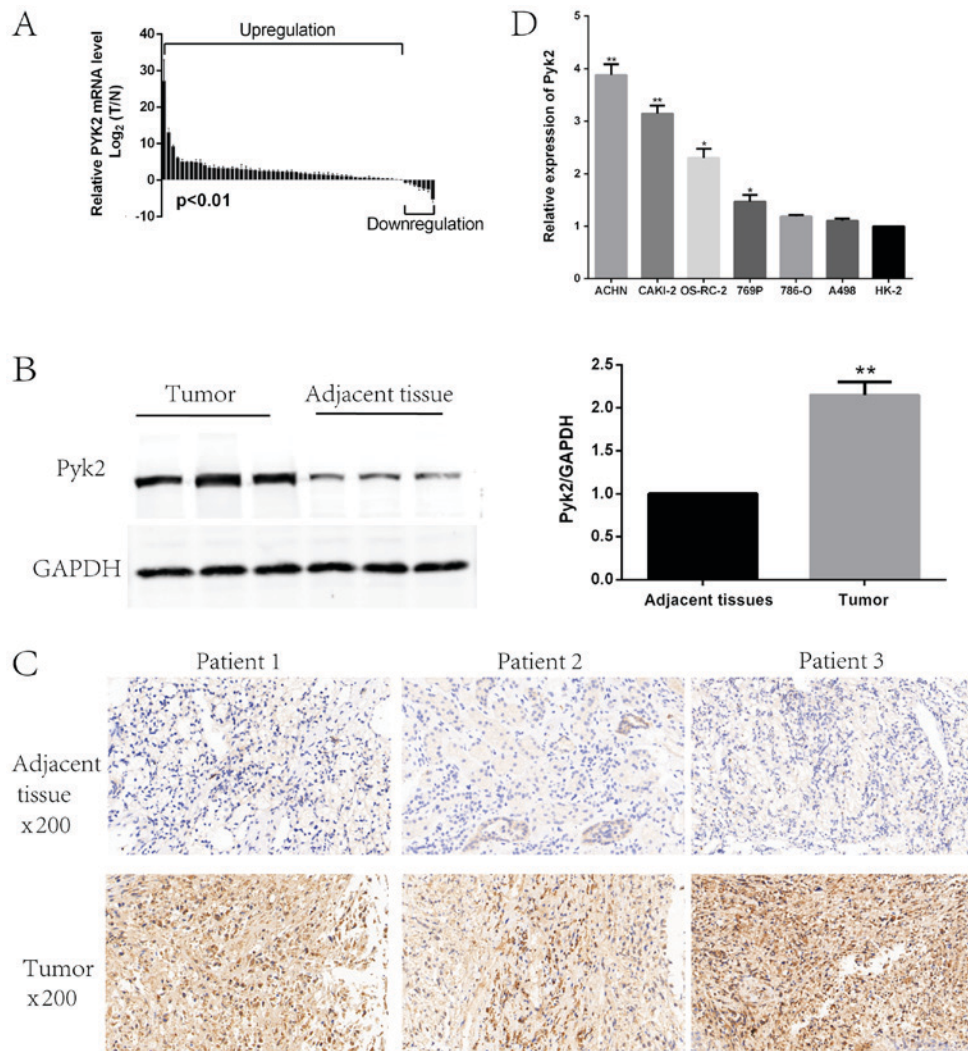 A
Upregulation
Relative PYK2 mRNA level
Log₂ (T/N)
40
30
20
10
0
-10
p<0.01
Downregulation
D
Relative expression of Pyk2
5
4
3
2
1
0
**
**
*
*
ACHN CAKI-2 OS-RC-2 769P 786-O A498 HK-2
B
Tumor Adjacent tissue
Pyk2
GAPDH
Pyk2/GAPDH
2.5
2.0
1.5
1.0
0.5
0.0
**
Adjacent tissues Tumor
C
Patient 1 Patient 2 Patient 3
Adjacent
tissue
x200
Tumor
x200